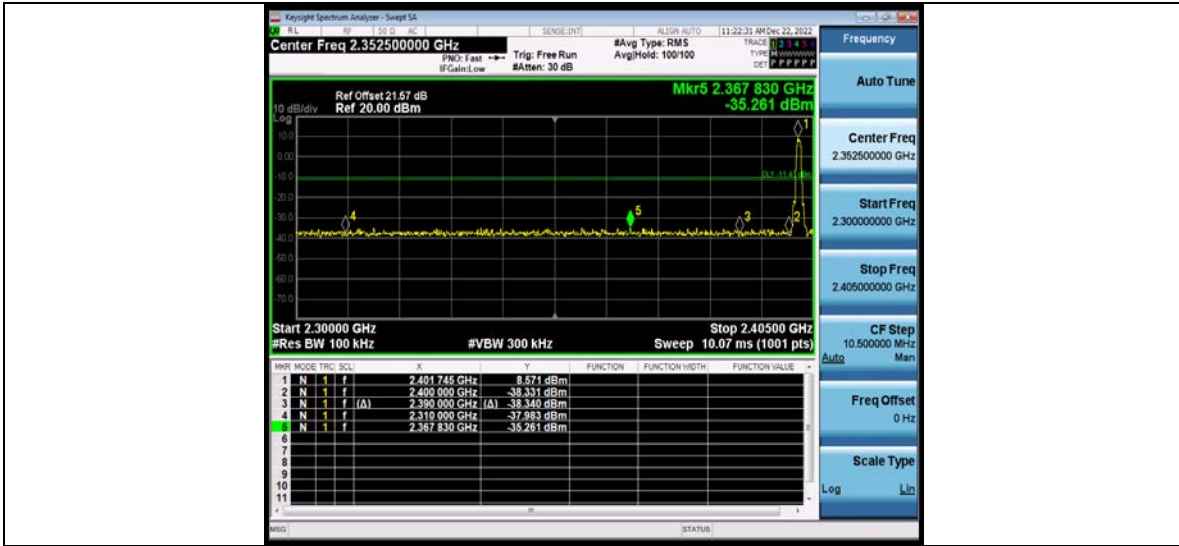 Keysight Spectrum Analyzer - Swept SA
RL RF 50 Ω AC SENSE:INT ALIGN AUTO 11:22:31 AM Dec 22, 2022
Center Freq 2.352500000 GHz
PNO: Fast
IFGain:Low
Trig: Free Run
#Atten: 30 dB
#Avg Type: RMS
Avg|Hold: 100/100
TRACE 1 2 3 4 5 6
TYPE M WWWWW
DET P P P P P P
Frequency
Mkr5 2.367 830 GHz
-35.261 dBm
Ref Offset 21.57 dB
10 dB/div Ref 20.00 dBm
Log
10.0
0.00
-10.0
-20.0
-30.0
-40.0
-50.0
-60.0
-70.0
1
4
5
3
2
Start 2.30000 GHz Stop 2.40500 GHz
#Res BW 100 kHz #VBW 300 kHz Sweep 10.07 ms (1001 pts)
MKR MODE TRC SCL X Y FUNCTION FUNCTION WIDTH FUNCTION VALUE
1 N 1 f 2.401 745 GHz 8.571 dBm
2 N 1 f 2.400 000 GHz -38.331 dBm
3 N 1 f (Δ) 2.390 000 GHz (Δ) -38.340 dBm
4 N 1 f 2.310 000 GHz -37.983 dBm
5 N 1 f 2.367 830 GHz -35.261 dBm
6
7
8
9
10
11
MSG STATUS
Auto Tune
Center Freq
2.352500000 GHz
Start Freq
2.300000000 GHz
Stop Freq
2.405000000 GHz
CF Step
10.500000 MHz
Auto Man
Freq Offset
0 Hz
Scale Type
Log Lin